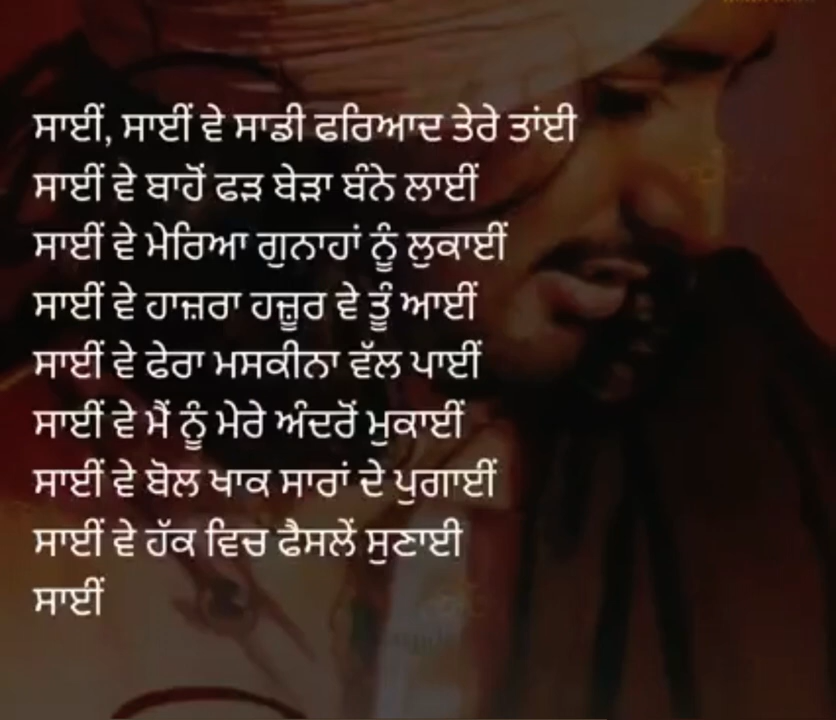 ਸਾਈਂ, ਸਾਈਂ ਵੇ ਸਾਡੀ ਫਰਿਆਦ ਤੇਰੇ ਤਾਂਈ
ਸਾਈਂ ਵੇ ਬਾਹੋਂ ਫੜ ਬੇੜਾ ਬੰਨੇ ਲਾਈਂ
ਸਾਈਂ ਵੇ ਮੇਰਿਆ ਗੁਨਾਹਾਂ ਨੂੰ ਲੁਕਾਈਂ
ਸਾਈਂ ਵੇ ਹਾਜ਼ਰਾ ਹਜ਼ੂਰ ਵੇ ਤੂੰ ਆਈਂ
ਸਾਈਂ ਵੇ ਫੇਰਾ ਮਸਕੀਨਾ ਵੱਲ ਪਾਈਂ
ਸਾਈਂ ਵੇ ਮੈਂ ਨੂੰ ਮੇਰੇ ਅੰਦਰੋਂ ਮੁਕਾਈਂ
ਸਾਈਂ ਵੇ ਬੋਲ ਖਾਕ ਸਾਰਾਂ ਦੇ ਪੁਗਾਈਂ
ਸਾਈਂ ਵੇ ਹੱਕ ਵਿਚ ਫੈਸਲੇਂ ਸੁਣਾਈ
ਸਾਈਂ